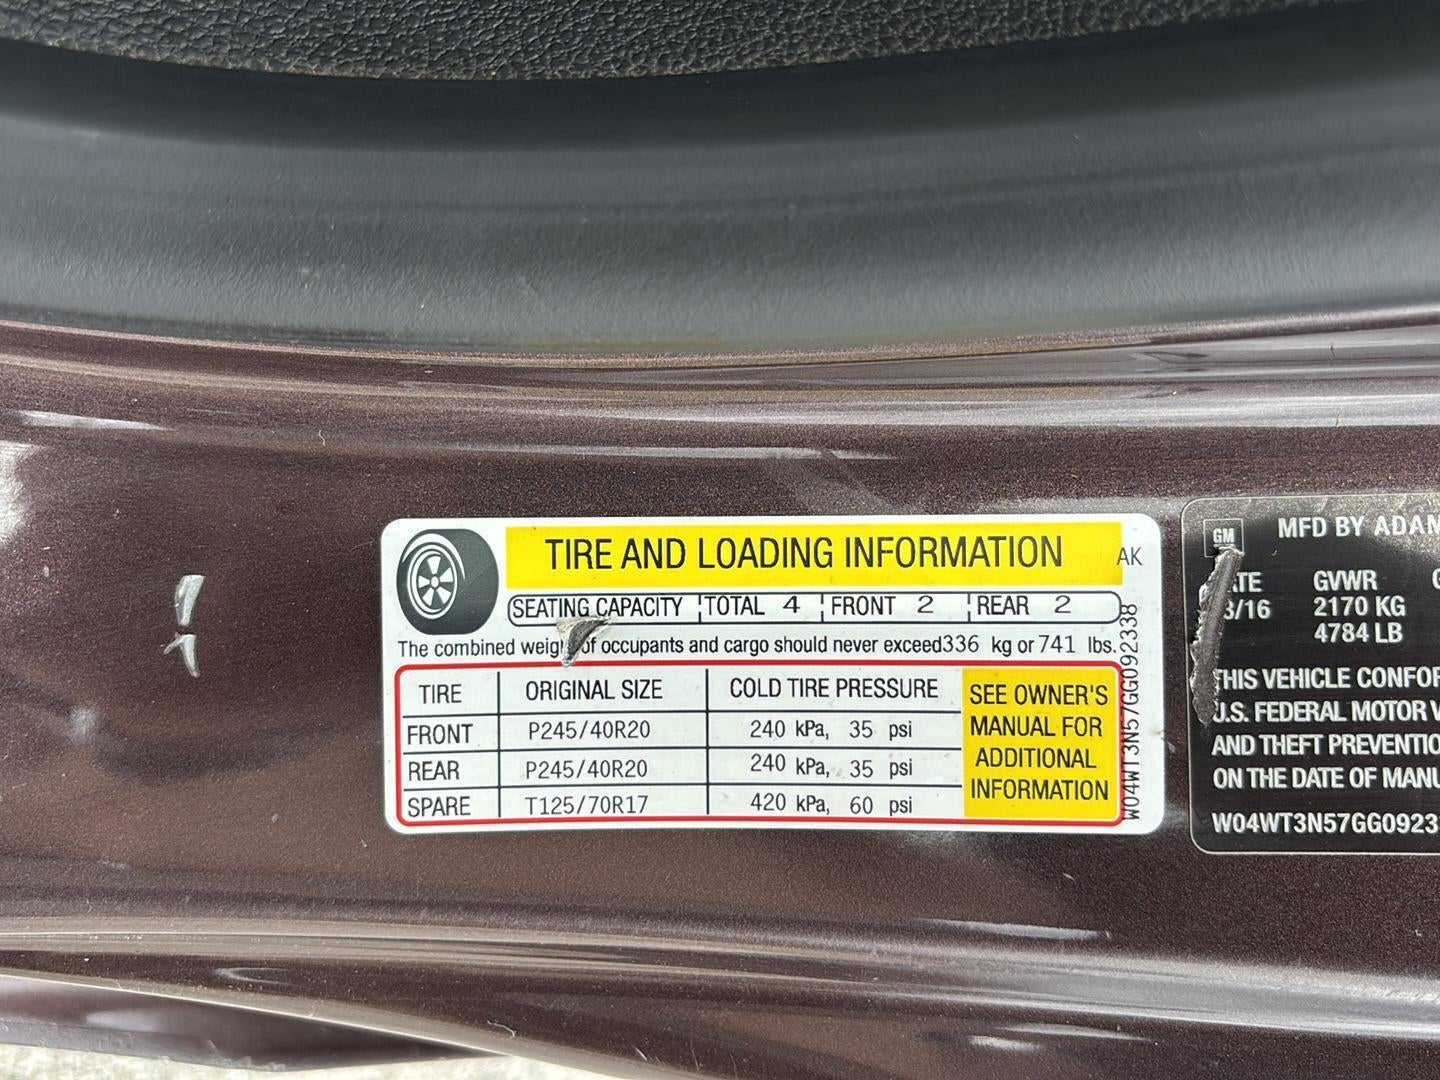 TIRE AND LOADING INFORMATION
AK
SEATING CAPACITY TOTAL 4 FRONT 2 REAR 2
The combined of occupants and cargo should never exceed 336 kg or 741 lbs.
TIRE ORIGINAL SIZE COLD TIRE PRESSURE
FRONT P245/40R20 240 kPa, 35 psi
REAR P245/40R20 240 kPa, 35 psi
SPARE T125/70R17 420 kPa, 60 psi
SEE OWNER'S
MANUAL FOR
ADDITIONAL
INFORMATION
W04WT3N57GG092338
GM
MFD BY ADAM
GVWR
3/16 2170 KG
4784 LB
THIS VEHICLE CONFOR
U.S. FEDERAL MOTOR V
AND THEFT PREVENTIO
ON THE DATE OF MANU
W04WT3N57GG0923